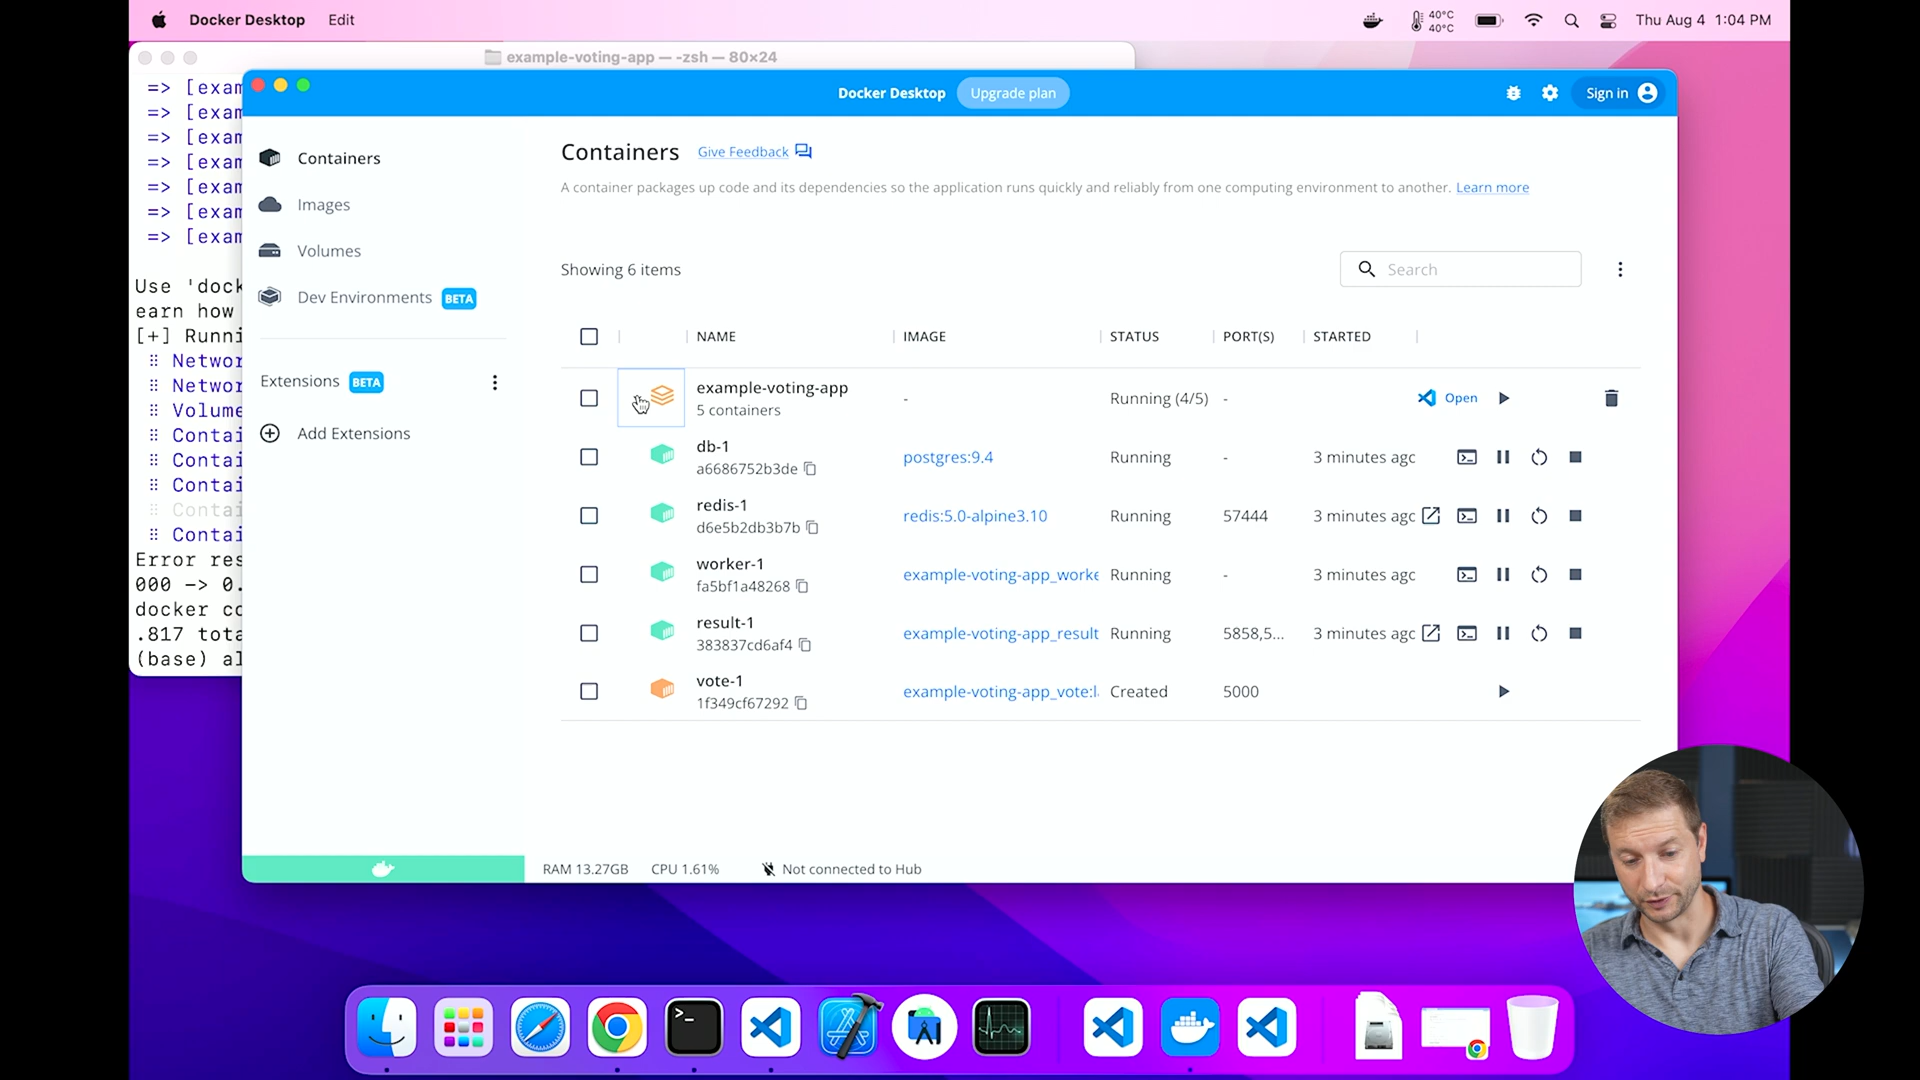 Docker Desktop Edit
40°C
40°C
Thu Aug 4 1:04 PM
example-voting-app — -zsh — 80×24
=> [exam
=> [exam
=> [exam
=> [exam
=> [exam
=> [exam
=> [exam
Use 'dock
earn how
[+] Runni
⠿ Networ
⠿ Networ
⠿ Volume
⠿ Contai
⠿ Contai
⠿ Contai
⠿ Contai
⠿ Contai
Error res
000 -> 0.
docker co
.817 tota
(base) al
Docker Desktop Upgrade plan
Sign in
Containers
Images
Volumes
Dev Environments BETA
Extensions BETA
Add Extensions
Containers Give Feedback
A container packages up code and its dependencies so the application runs quickly and reliably from one computing environment to another. Learn more
Showing 6 items
Search
NAME IMAGE STATUS PORT(S) STARTED
example-voting-app
5 containers
- Running (4/5) - Open
db-1
a6686752b3de
postgres:9.4 Running - 3 minutes agc
redis-1
d6e5b2db3b7b
redis:5.0-alpine3.10 Running 57444 3 minutes agc
worker-1
fa5bf1a48268
example-voting-app_worke Running - 3 minutes agc
result-1
383837cd6af4
example-voting-app_result Running 5858,5... 3 minutes agc
vote-1
1f349cf67292
example-voting-app_vote:l Created 5000
RAM 13.27GB CPU 1.61% Not connected to Hub
>_